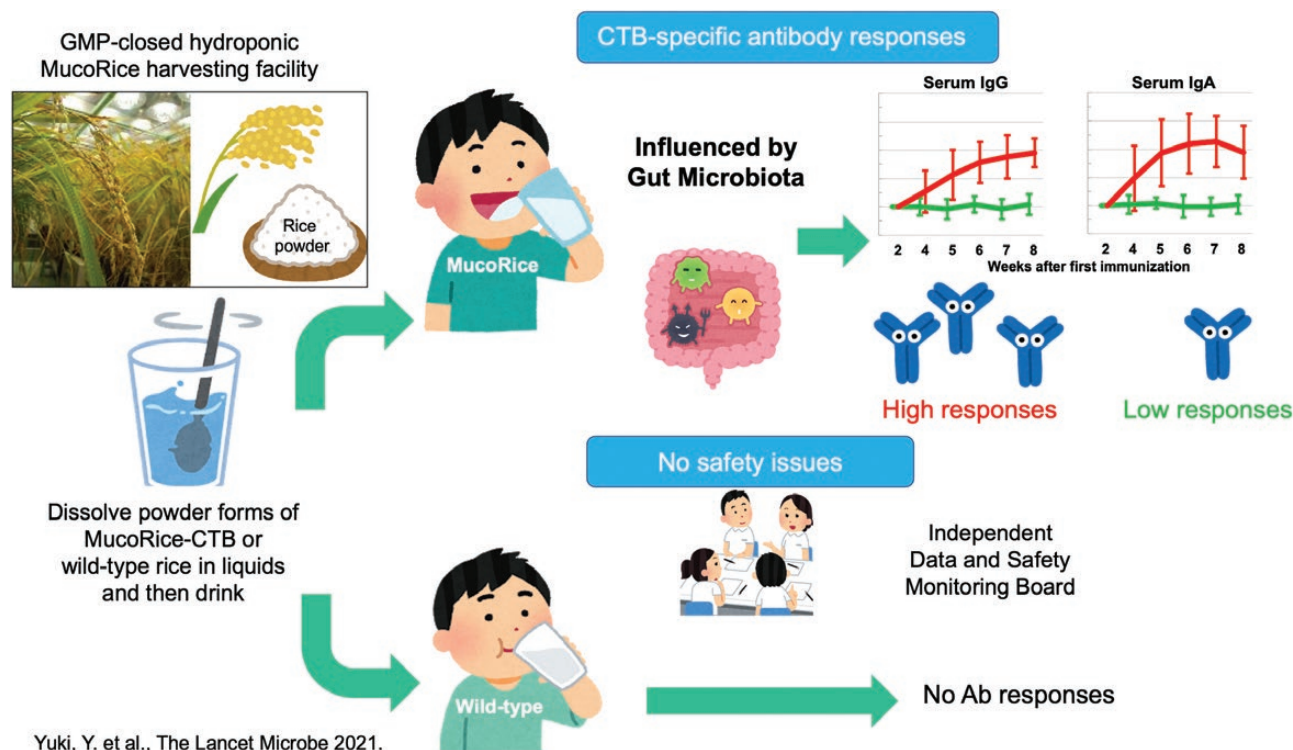 GMP-closed hydroponic
MucoRice harvesting facility
Rice
powder
Dissolve powder forms of
MucoRice-CTB or
wild-type rice in liquids
and then drink
MucoRice
CTB-specific antibody responses
Influenced by
Gut Microbiota
Serum IgG
Serum IgA
2 4 5 6 7 8
2 4 5 6 7 8
Weeks after first immunization
High responses
Low responses
No safety issues
Independent
Data and Safety
Monitoring Board
Wild-type
No Ab responses
Yuki, Y. et al., The Lancet Microbe 2021.